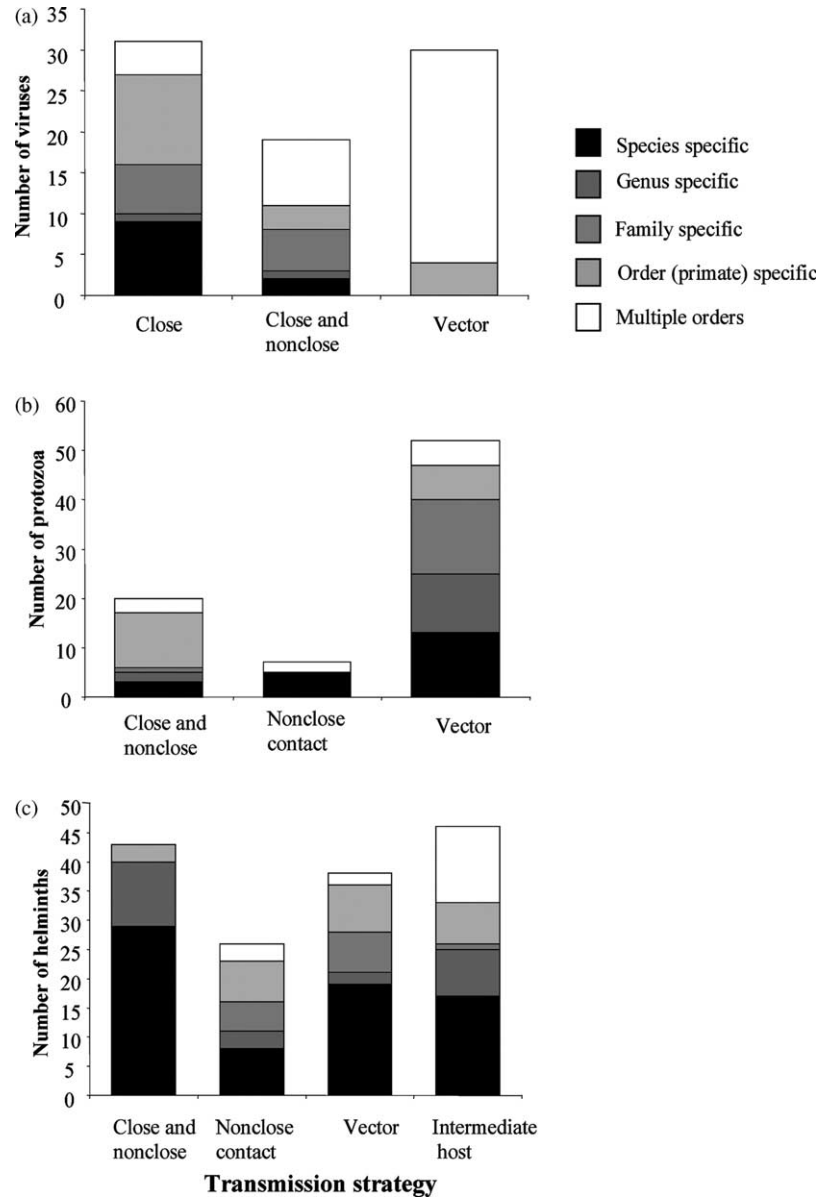 (a)
Number of viruses
35
30
25
20
15
10
5
0
Close
Close and
nonclose
Vector
Species specific
Genus specific
Family specific
Order (primate) specific
Multiple orders
(b)
Number of protozoa
60
50
40
30
20
10
0
Close and
nonclose
Nonclose
contact
Vector
(c)
Number of helminths
50
45
40
35
30
25
20
15
10
5
0
Close and
nonclose
Nonclose
contact
Vector
Intermediate
host
Transmission strategy